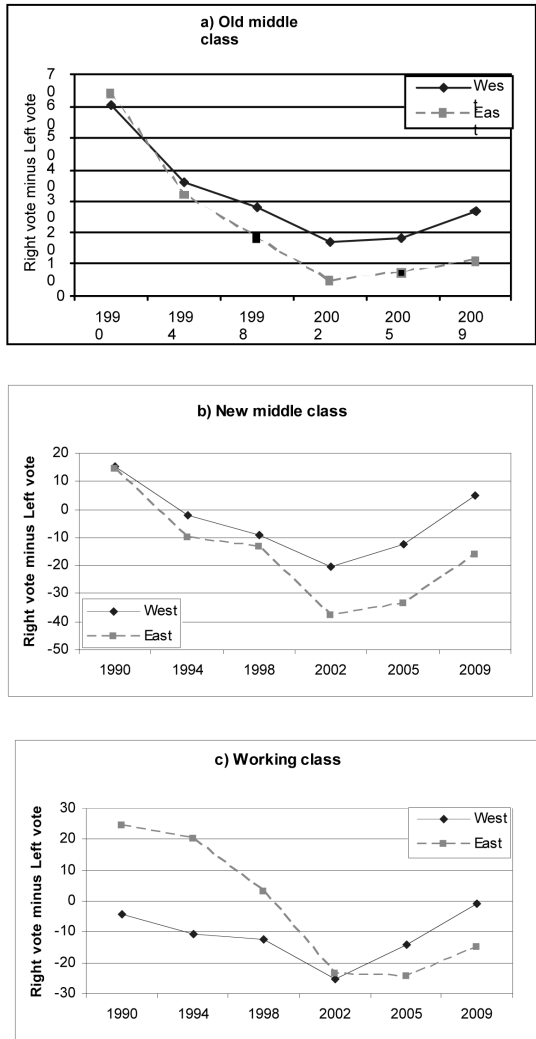 a) Old middle
class
Right vote minus Left vote
7
0
6
0
5
0
4
0
3
0
2
0
1
0
0
Wes
t
Eas
t
199 199 199 200 200 200
0 4 8 2 5 9
b) New middle class
Right vote minus Left vote
20
10
0
-10
-20
-30
-40
-50
West
East
1990 1994 1998 2002 2005 2009
c) Working class
Right vote minus Left vote
30
20
10
0
-10
-20
-30
West
East
1990 1994 1998 2002 2005 2009